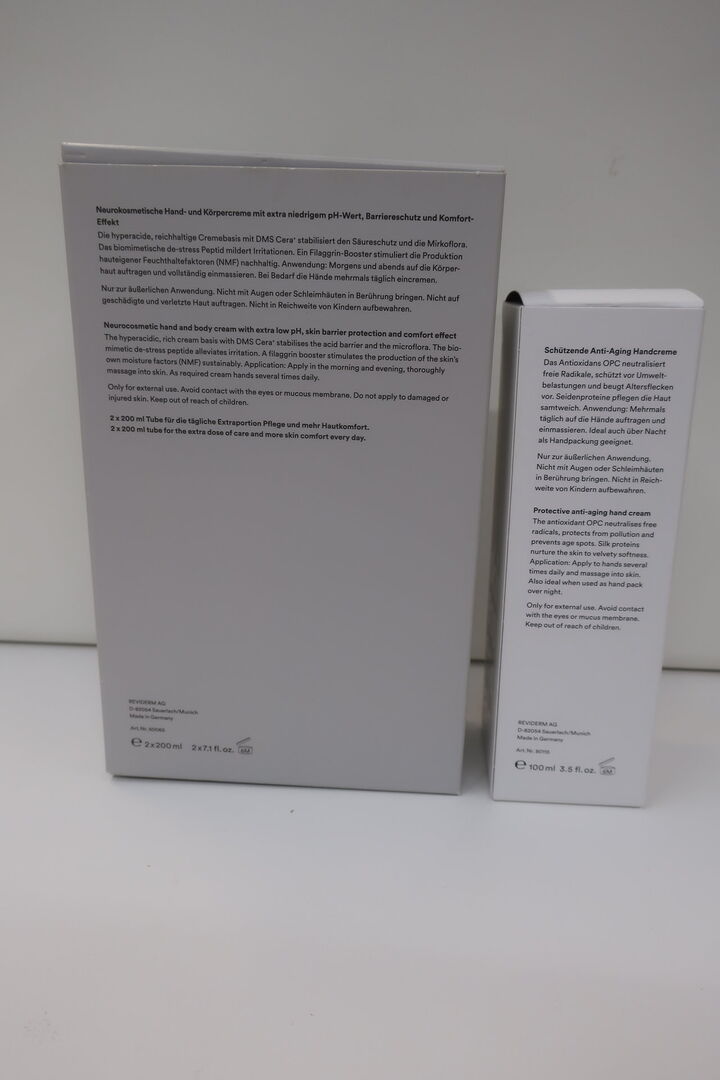 Neurokosmetische Hand- und Körpercreme mit extra niedrigem pH-Wert, Barriereschutz und Komfort-
Effekt
Die hyperacide, reichhaltige Cremebasis mit DMS Cera⁺ stabilisiert den Säureschutz und die Mirkoflora.
Das biomimetische de-stress Peptid mildert Irritationen. Ein Filaggrin-Booster stimuliert die Produktion
hauteigener Feuchthaltefaktoren (NMF) nachhaltig. Anwendung: Morgens und abends auf die Körper-
haut auftragen und vollständig einmassieren. Bei Bedarf die Hände mehrmals täglich eincremen.
Nur zur äußerlichen Anwendung. Nicht mit Augen oder Schleimhäuten in Berührung bringen. Nicht auf
geschädigte und verletzte Haut auftragen. Nicht in Reichweite von Kindern aufbewahren.
Neurocosmetic hand and body cream with extra low pH, skin barrier protection and comfort effect
The hyperacidic, rich cream basis with DMS Cera⁺ stabilises the acid barrier and the microflora. The bio-
mimetic de-stress peptide alleviates irritation. A filaggrin booster stimulates the production of the skin's
own moisture factors (NMF) sustainably. Application: Apply in the morning and evening, thoroughly
massage into skin. As required cream hands several times daily.
Only for external use. Avoid contact with the eyes or mucous membrane. Do not apply to damaged or
injured skin. Keep out of reach of children.
2 x 200 ml Tube für die tägliche Extraportion Pflege und mehr Hautkomfort.
2 x 200 ml tube for the extra dose of care and more skin comfort every day.
REVIDERM AG
D-82054 Sauerlach/Munich
Made in Germany
Art. Nr.
℮ 2 x 200 ml 2 x 7.1 fl. oz. 6M
Schützende Anti-Aging Handcreme
Das Antioxidans OPC neutralisiert
freie Radikale, schützt vor Umwelt-
belastungen und beugt Altersflecken
vor. Seidenproteine pflegen die Haut
samtweich. Anwendung: Mehrmals
täglich auf die Hände auftragen und
einmassieren. Ideal auch über Nacht
als Handpackung geeignet.
Nur zur äußerlichen Anwendung.
Nicht mit Augen oder Schleimhäuten
in Berührung bringen. Nicht in Reich-
weite von Kindern aufbewahren.
Protective anti-aging hand cream
The antioxidant OPC neutralises free
radicals, protects from pollution and
prevents age spots. Silk proteins
nurture the skin to velvety softness.
Application: Apply to hands several
times daily and massage into skin.
Also ideal when used as hand pack
over night.
Only for external use. Avoid contact
with the eyes or mucous membrane.
Keep out of reach of children.
REVIDERM AG
D-82054 Sauerlach/Munich
Made in Germany
Art. Nr.
℮ 100 ml 3.5 fl. oz. 6M